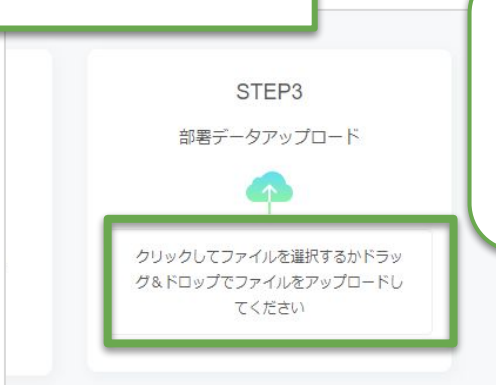 STEP3
部署データアップロード
クリックしてファイルを選択するかドラッ
グ&ドロップでファイルをアップロードし
てください